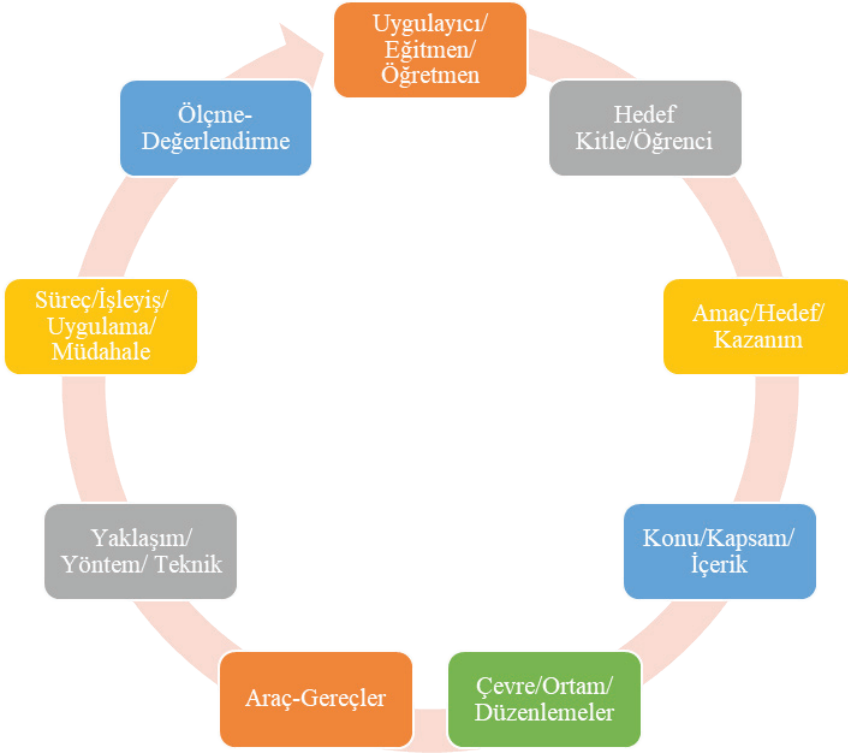 Uygulayıcı/
Eğitmen/
Öğretmen
Hedef
Kitle/Öğrenci
Amaç/Hedef/
Kazanım
Konu/Kapsam/
İçerik
Çevre/Ortam/
Düzenlemeler
Araç-Gereçler
Yaklaşım/
Yöntem/ Teknik
Süreç/İşleyiş/
Uygulama/
Müdahale
Ölçme-
Değerlendirme